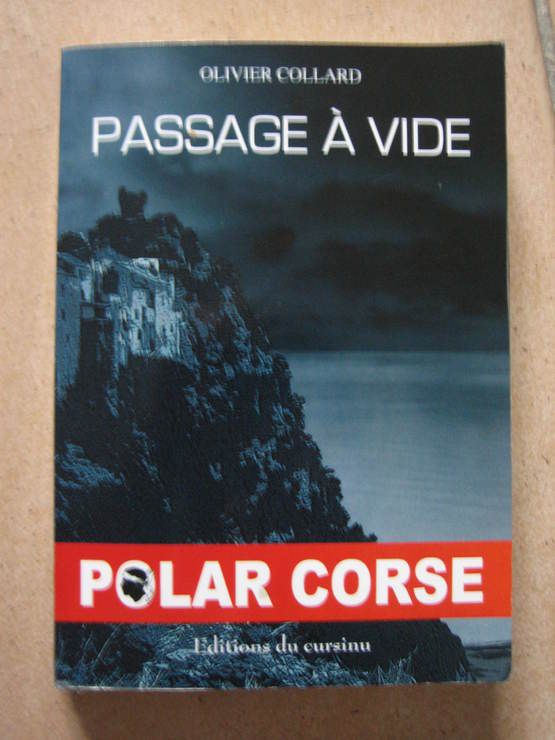 OLIVIER COLLARD
PASSAGE À VIDE
POLAR CORSE
Editions du cursinu